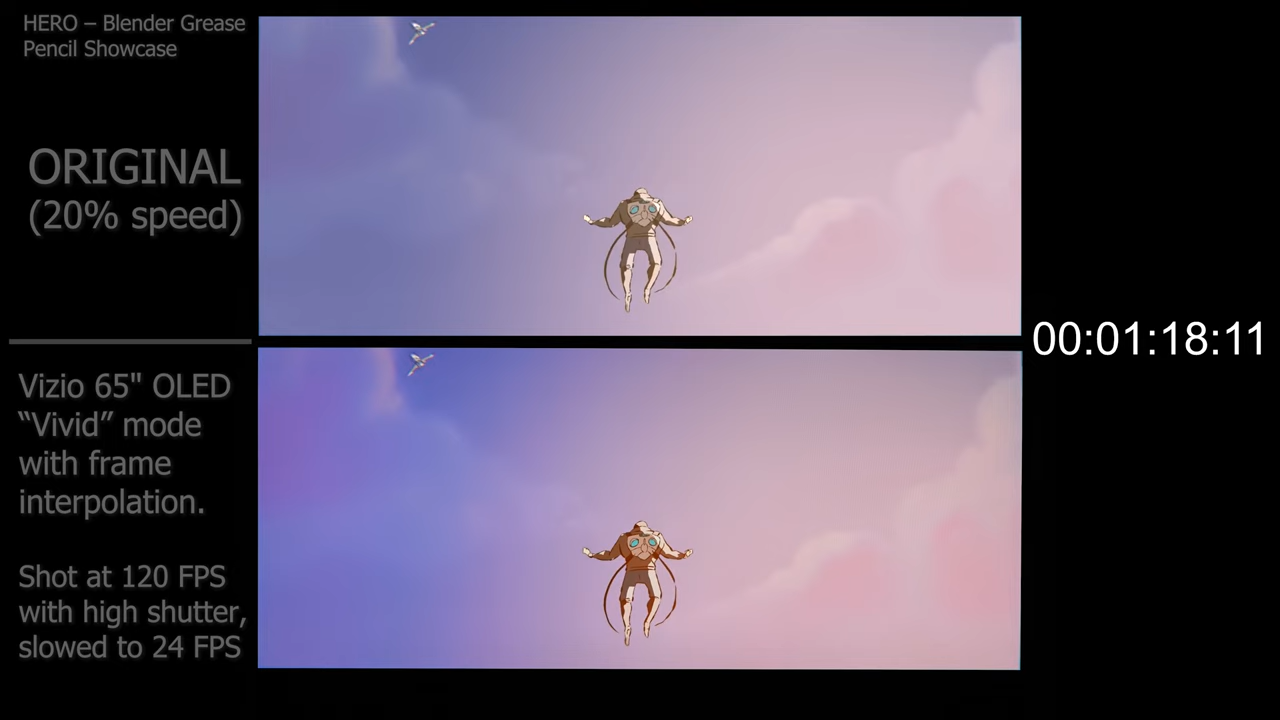 HERO – Blender Grease
Pencil Showcase
ORIGINAL
(20% speed)
Vizio 65" OLED
“Vivid” mode
with frame
interpolation.
Shot at 120 FPS
with high shutter,
slowed to 24 FPS
00:01:18:11